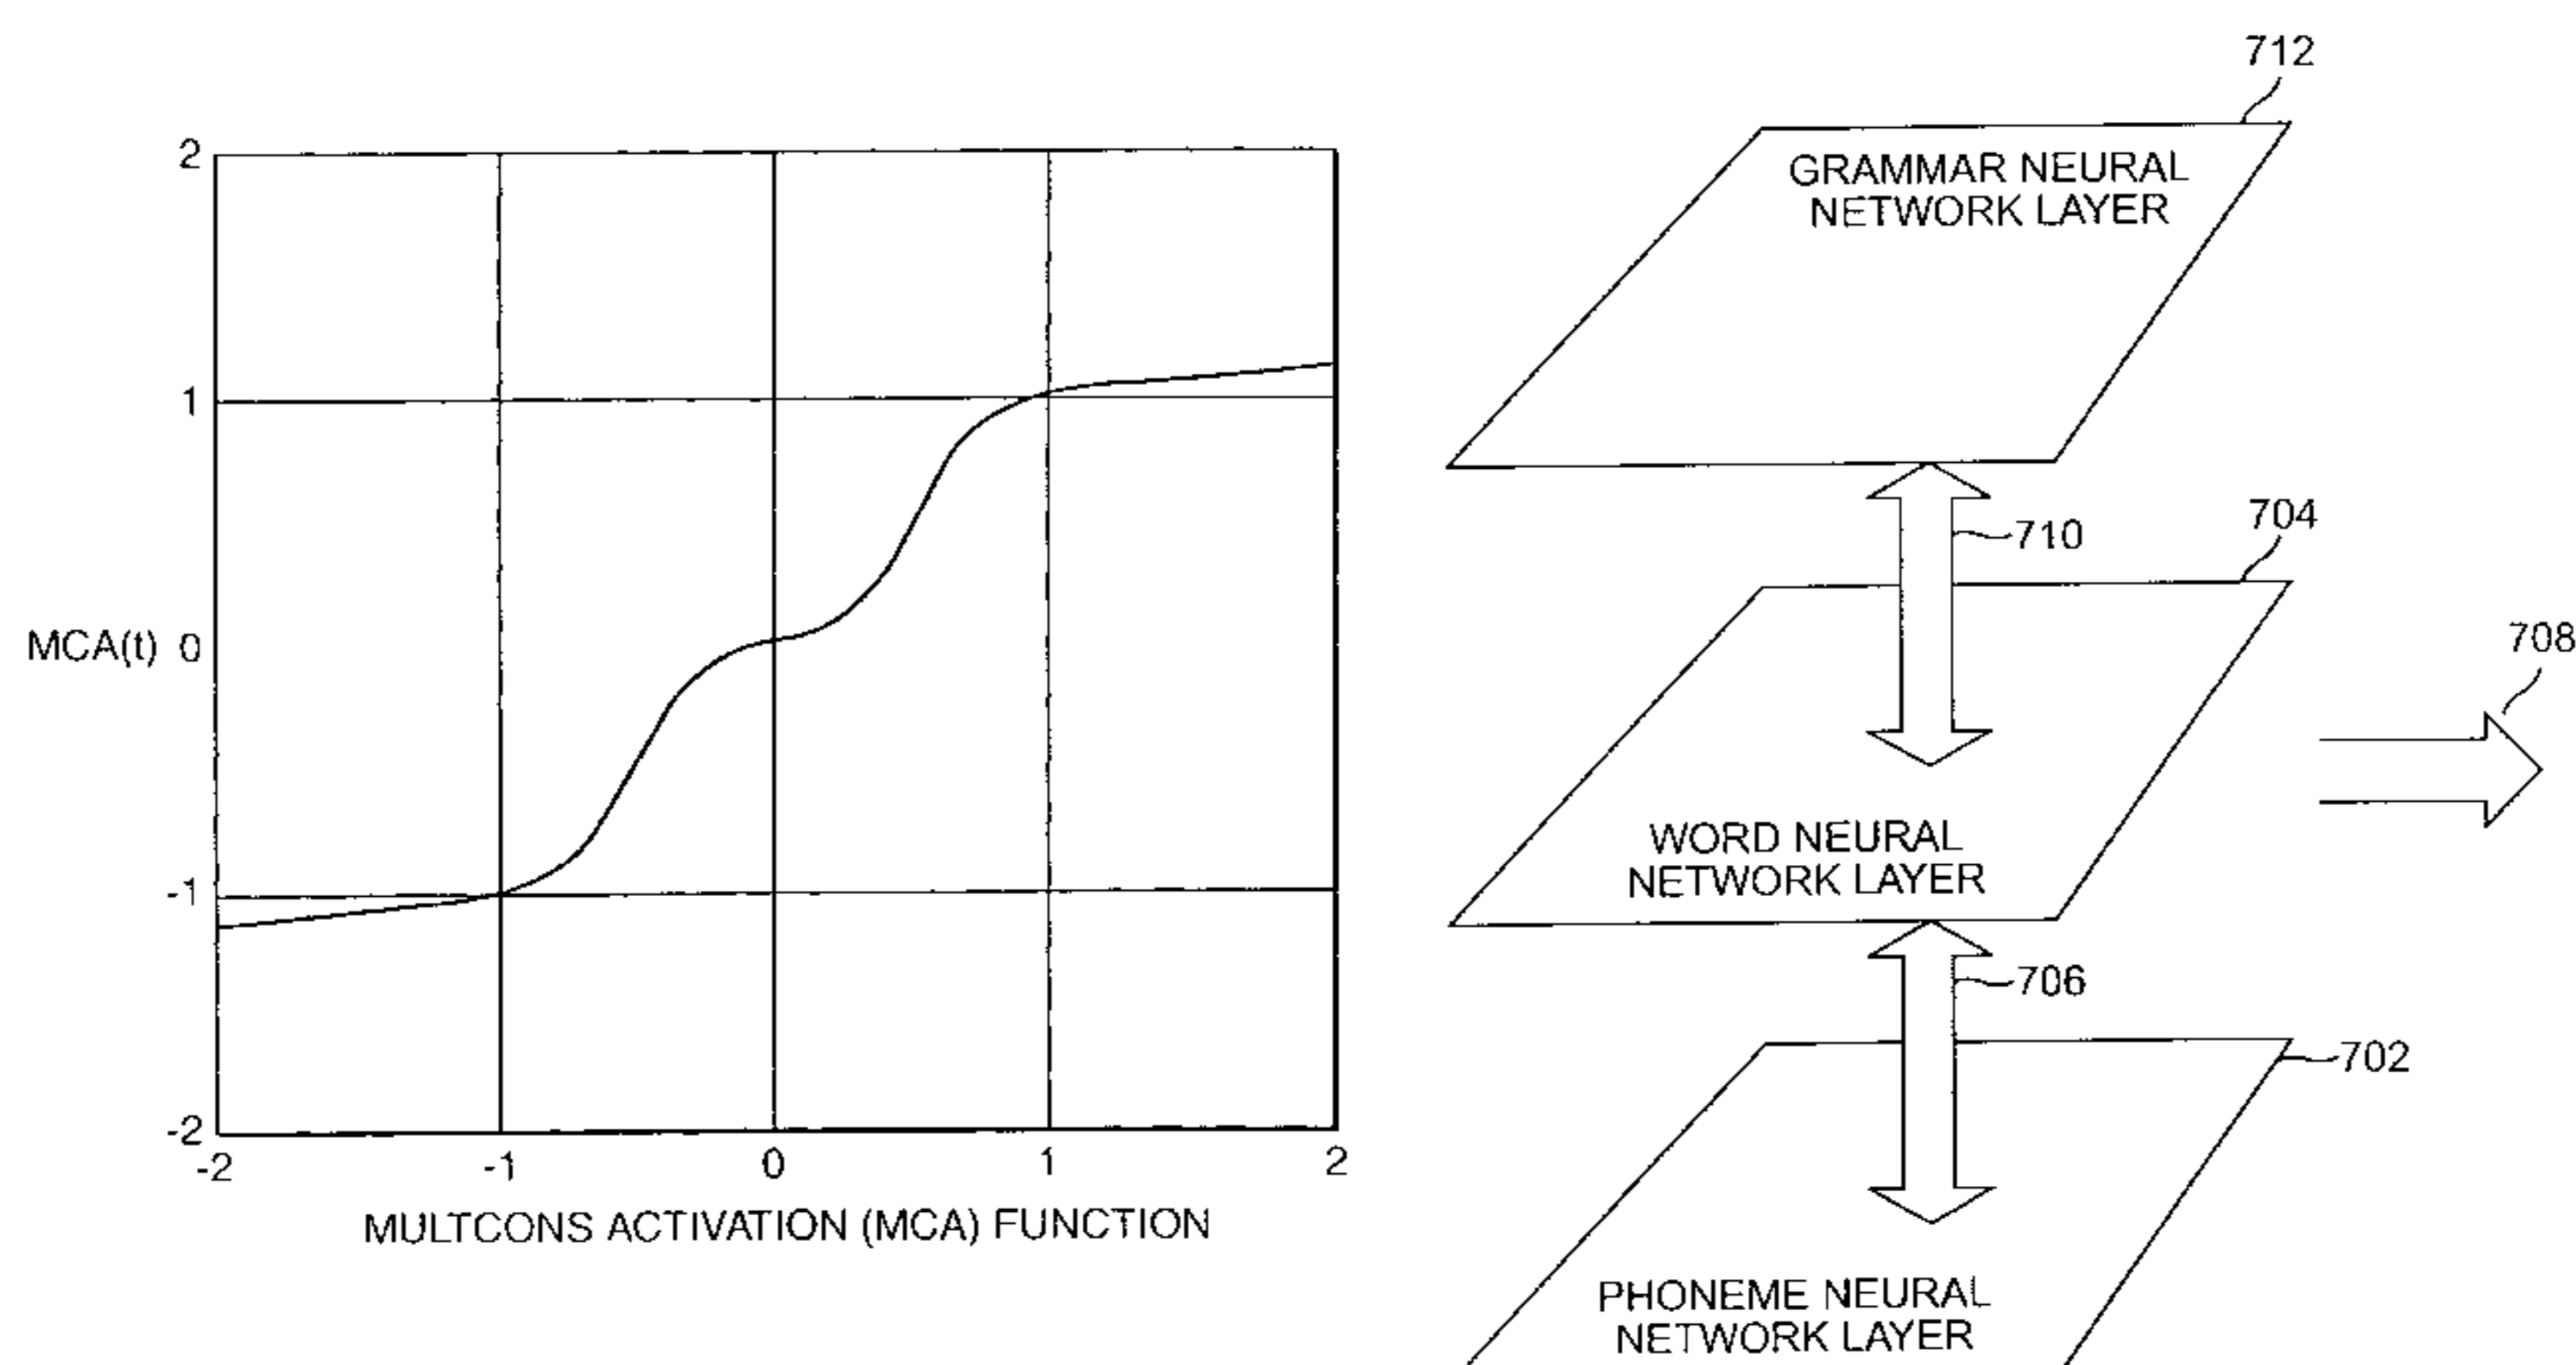 2
1
MCA(t) 0
-1
-2
-2 -1 0 1 2
MULTCONS ACTIVATION (MCA) FUNCTION
712
GRAMMAR NEURAL
NETWORK LAYER
710
704
708
WORD NEURAL
NETWORK LAYER
706
702
PHONEME NEURAL
NETWORK LAYER